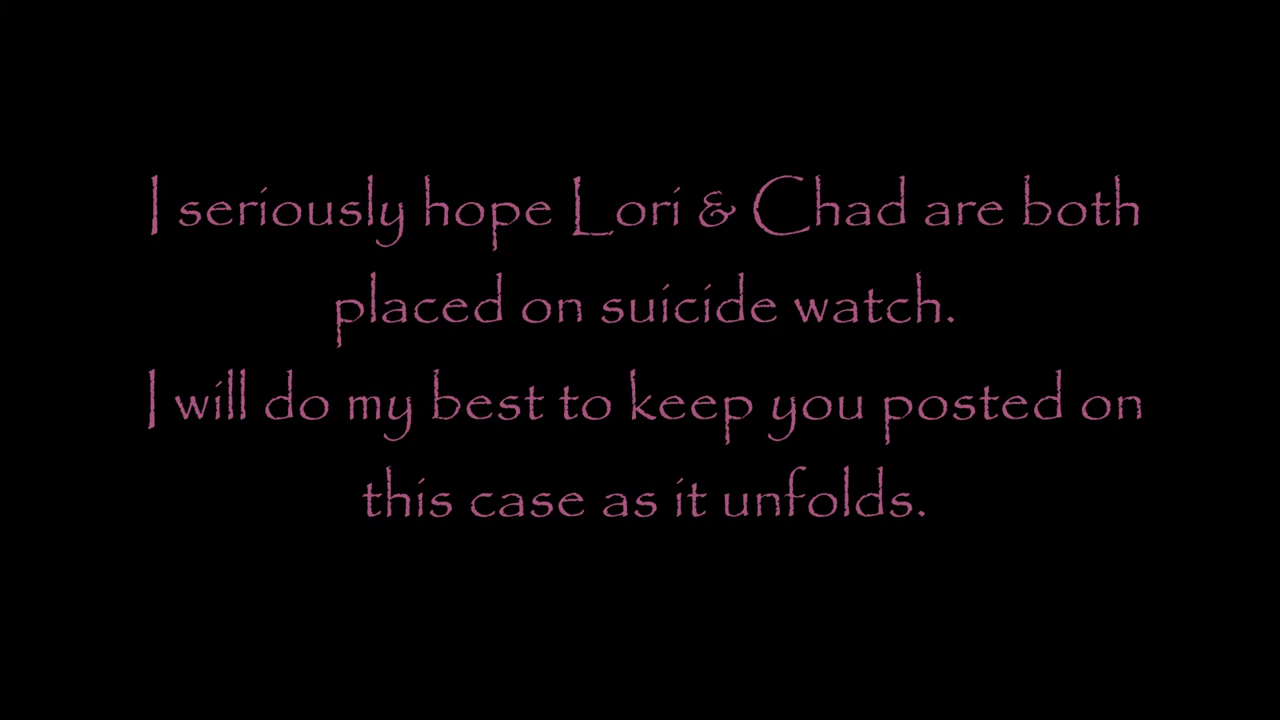 I seriously hope Lori & Chad are both
placed on suicide watch.
I will do my best to keep you posted on
this case as it unfolds.